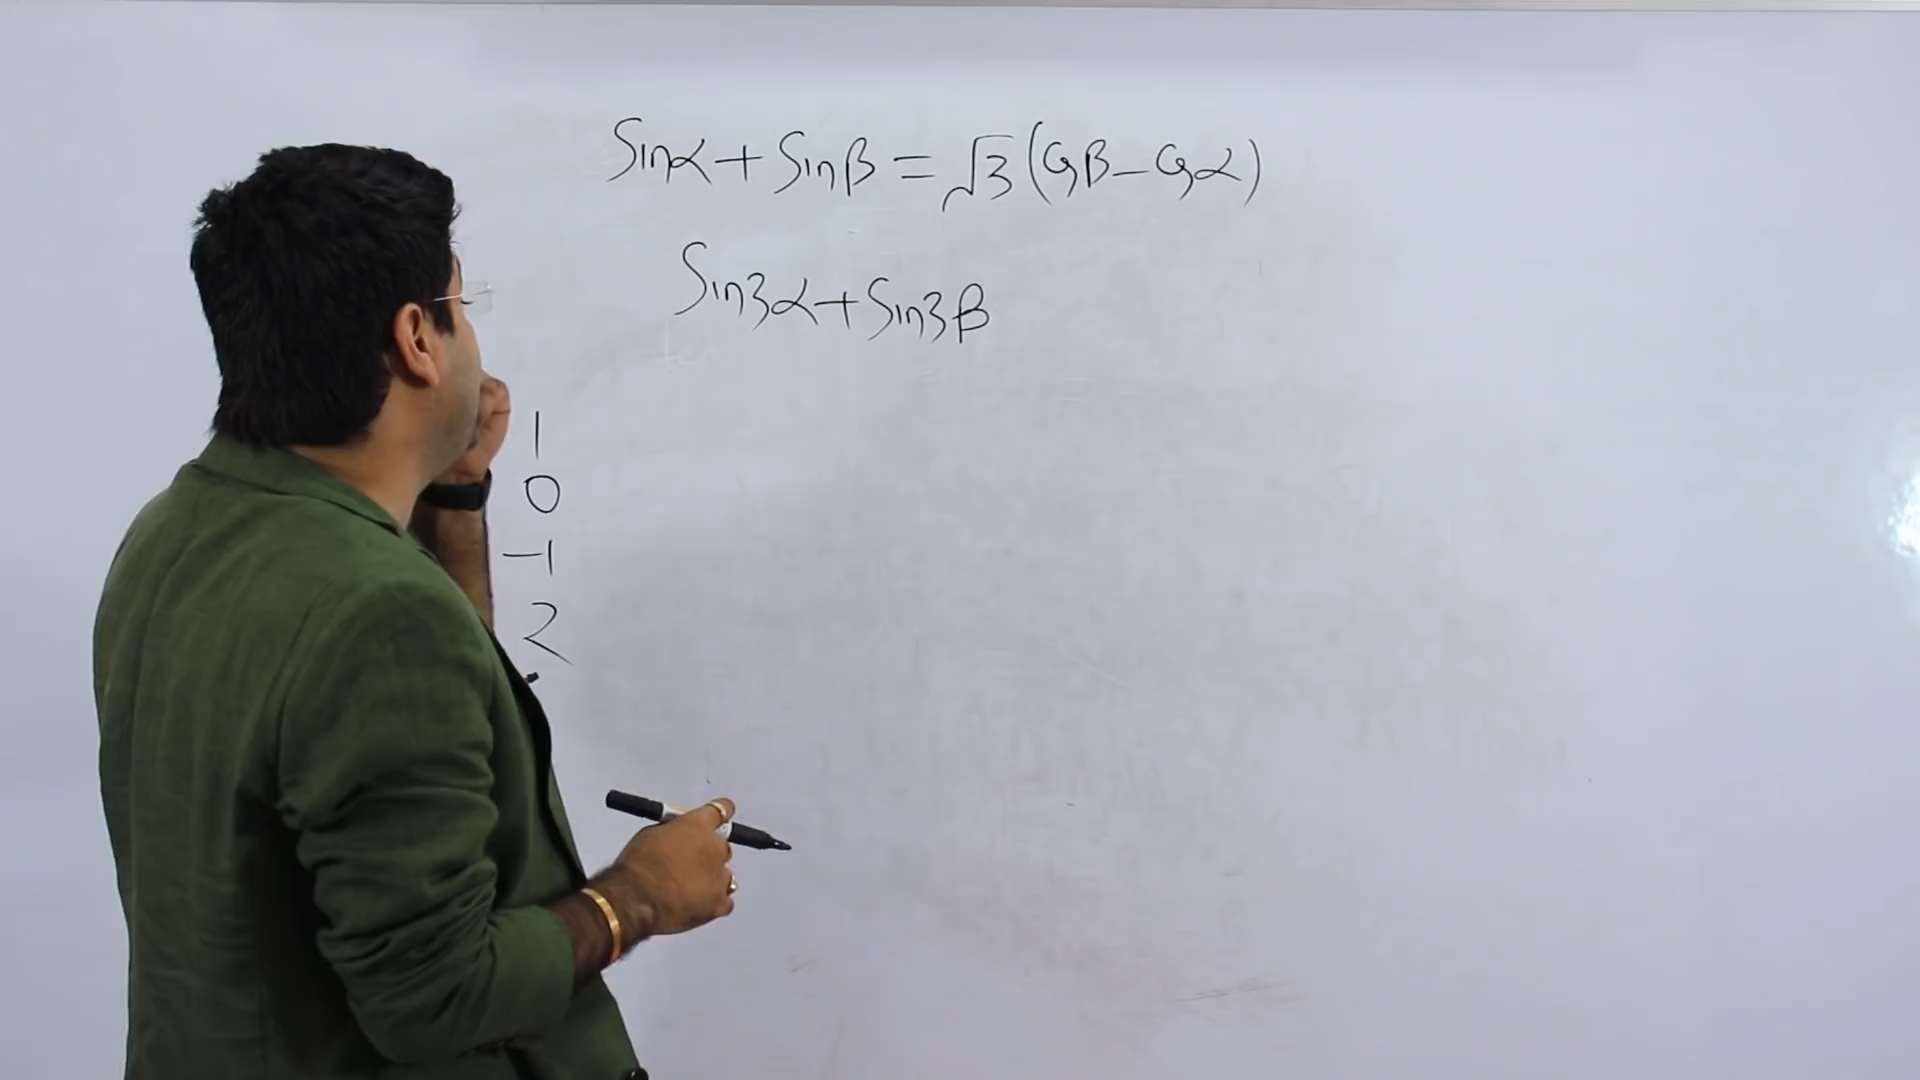 Sinα + Sinβ = √3 (Cosβ – Cosα)
Sin3α + Sin3β
1
0
–1
2